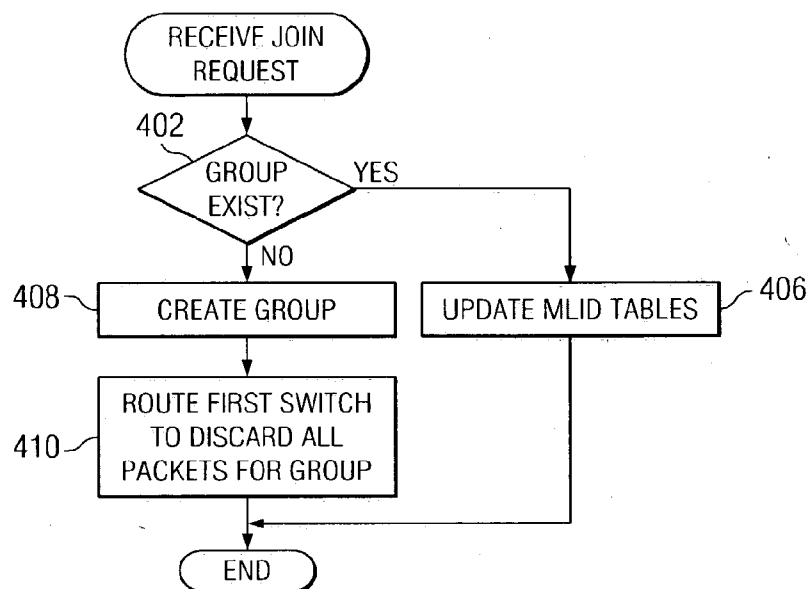 RECEIVE JOIN
REQUEST
402
GROUP
EXIST?
YES
NO
408
CREATE GROUP
UPDATE MLID TABLES
406
410
ROUTE FIRST SWITCH
TO DISCARD ALL
PACKETS FOR GROUP
END